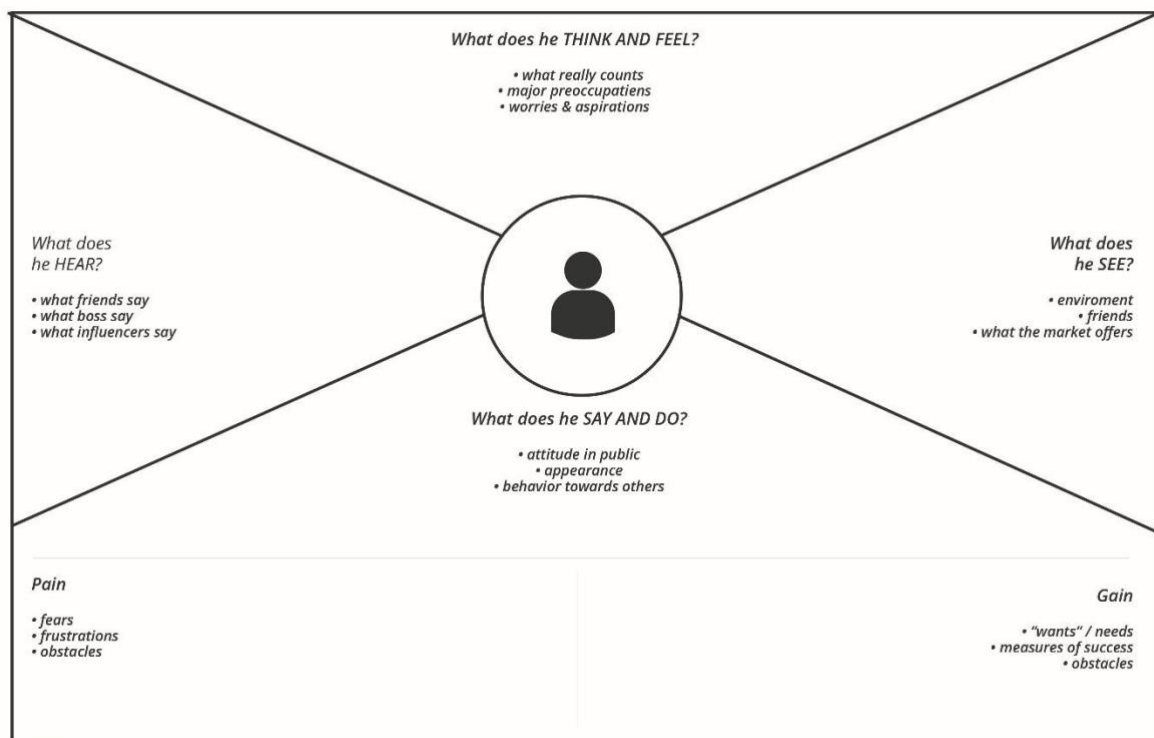 What does he THINK AND FEEL?
• what really counts
• major preoccupatiens
• worries & aspirations
What does
he HEAR?
• what friends say
• what boss say
• what influencers say
What does
he SEE?
• enviroment
• friends
• what the market offers
What does he SAY AND DO?
• attitude in public
• appearance
• behavior towards others
Pain
• fears
• frustrations
• obstacles
Gain
• "wants" / needs
• measures of success
• obstacles